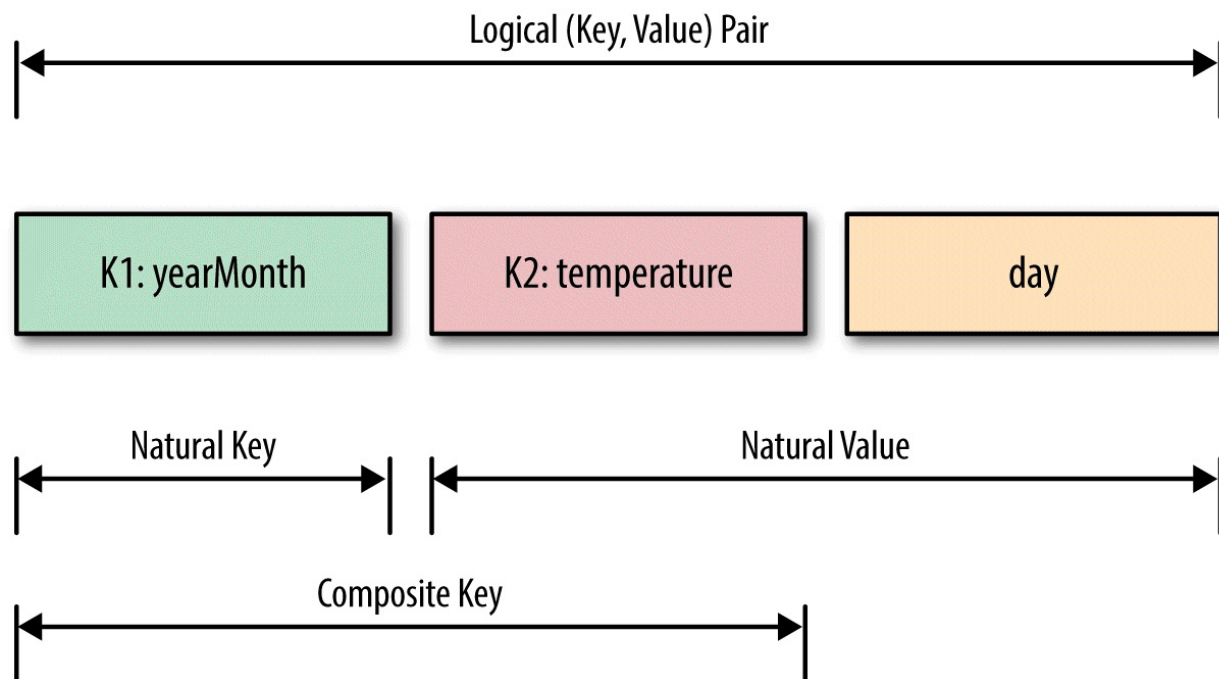 Logical (Key, Value) Pair
K1: yearMonth
K2: temperature
day
Natural Key
Natural Value
Composite Key